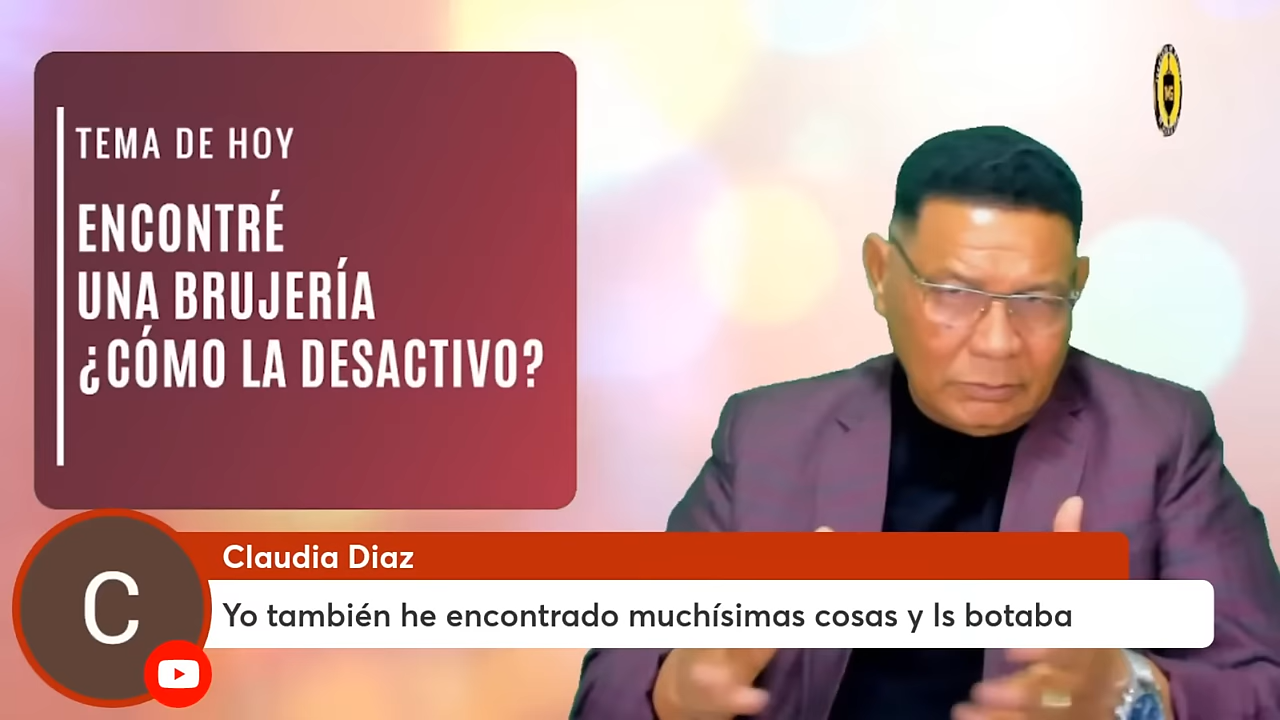 TEMA DE HOY
ENCONTRÉ
UNA BRUJERÍA
¿CÓMO LA DESACTIVO?
Claudia Diaz
C
Yo también he encontrado muchísimas cosas y ls botaba